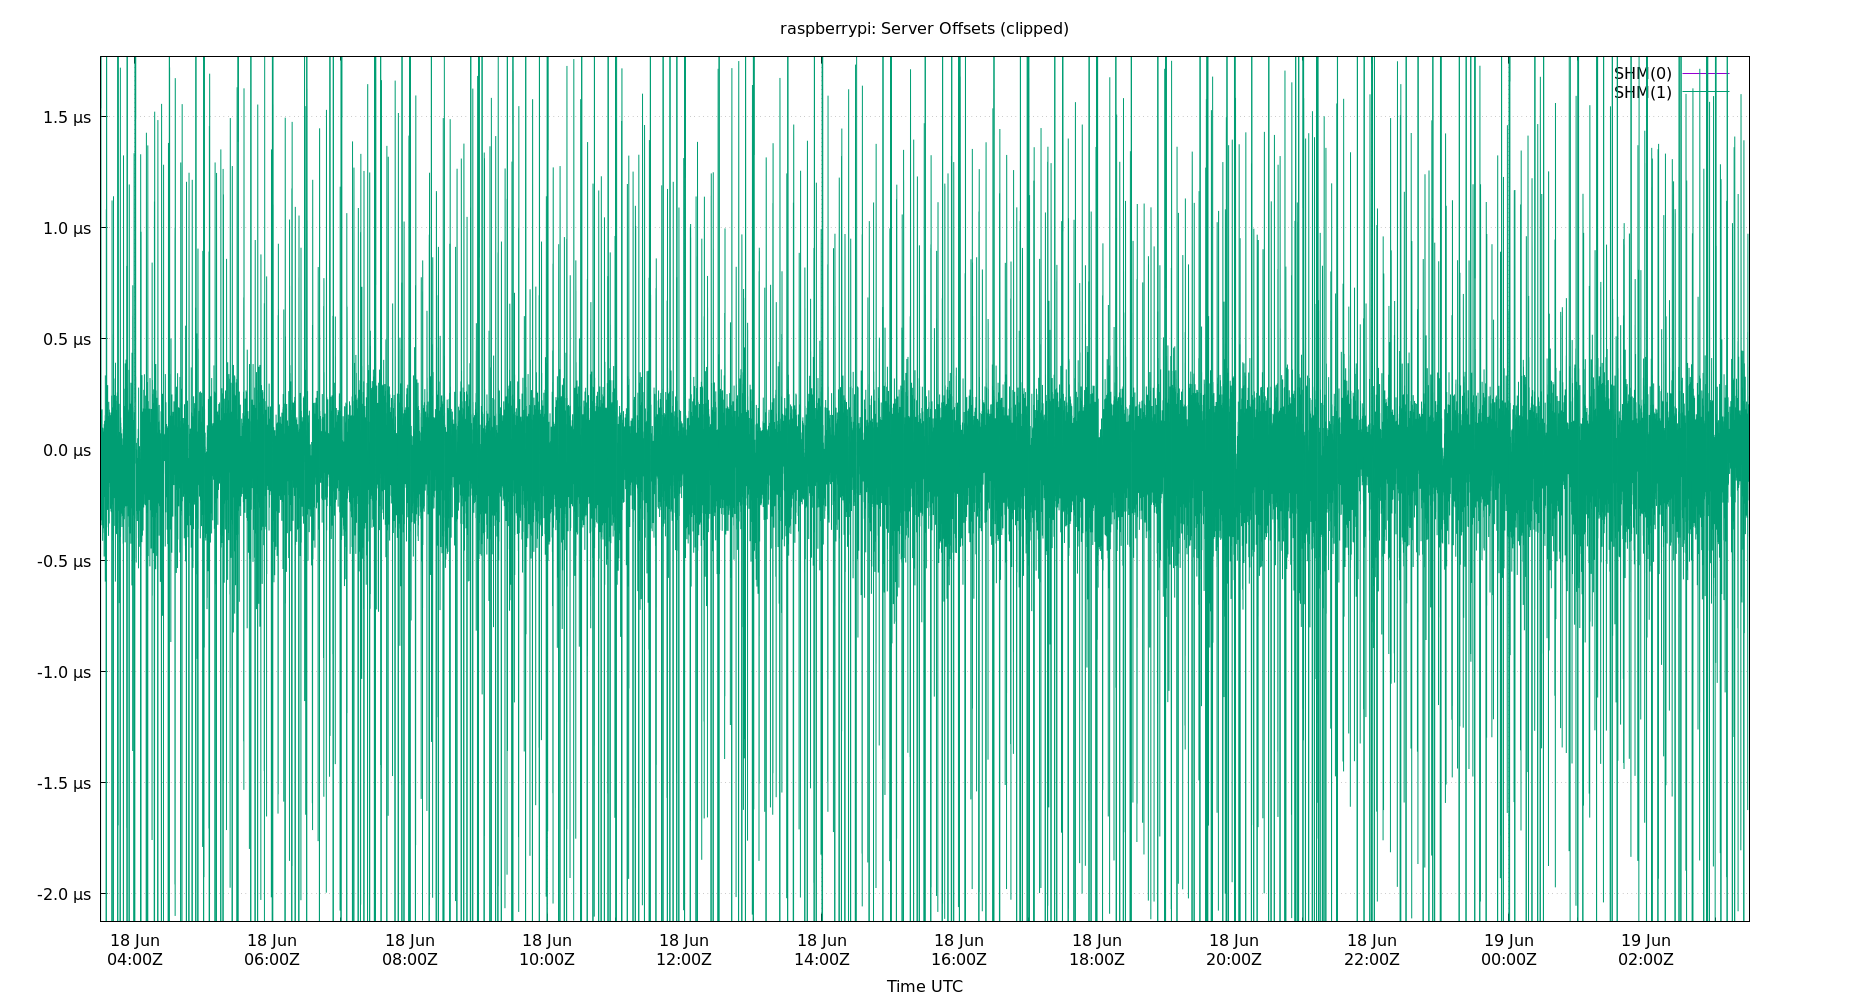 raspberrypi: Server Offsets (clipped)
SHM(0)
SHM(1)
1.5 µs
1.0 µs
0.5 µs
0.0 µs
-0.5 µs
-1.0 µs
-1.5 µs
-2.0 µs
18 Jun 18 Jun 18 Jun 18 Jun 18 Jun 18 Jun 18 Jun 18 Jun 18 Jun 18 Jun 19 Jun 19 Jun
04:00Z 06:00Z 08:00Z 10:00Z 12:00Z 14:00Z 16:00Z 18:00Z 20:00Z 22:00Z 00:00Z 02:00Z
Time UTC